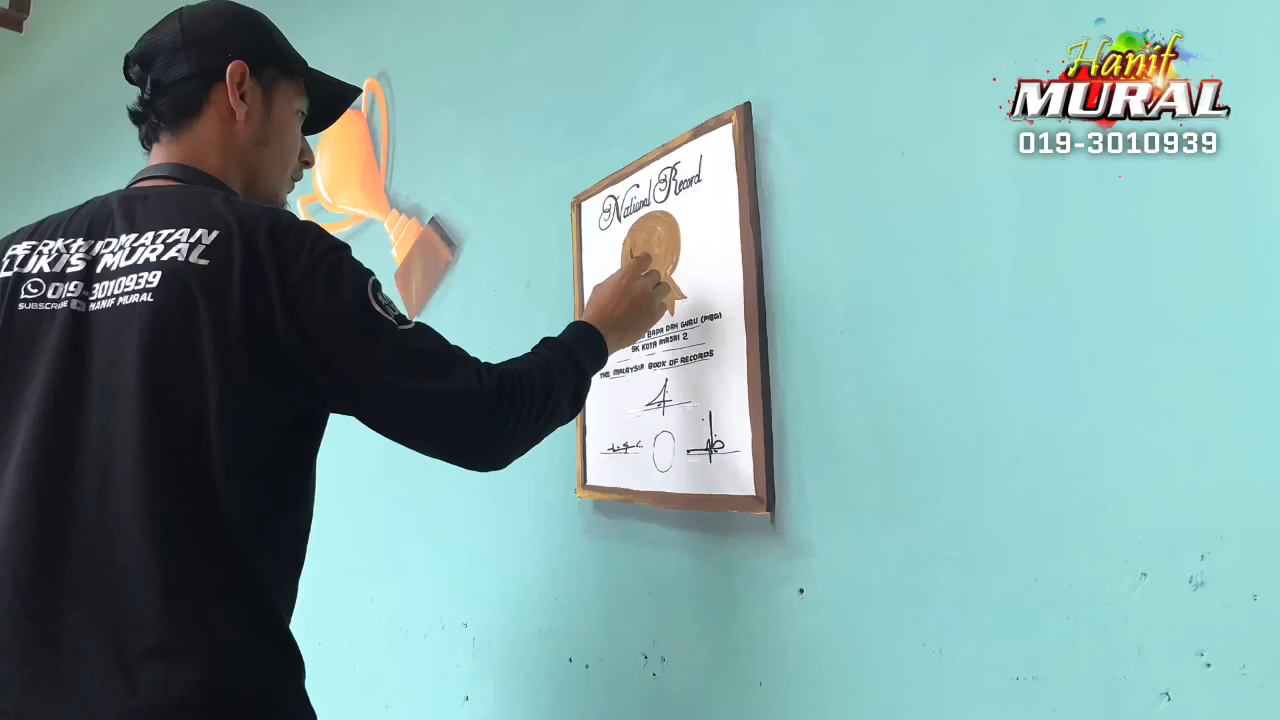 Hanif
MURAL
019-3010939
PERKHIDMATAN
LUKIS MURAL
019-3010939
SUBSCRIBE HANIF MURAL
National Record
BAPA DAN GURU (PIBG)
SK KOTA MASAI 2
THE MALAYSIA BOOK OF RECORDS